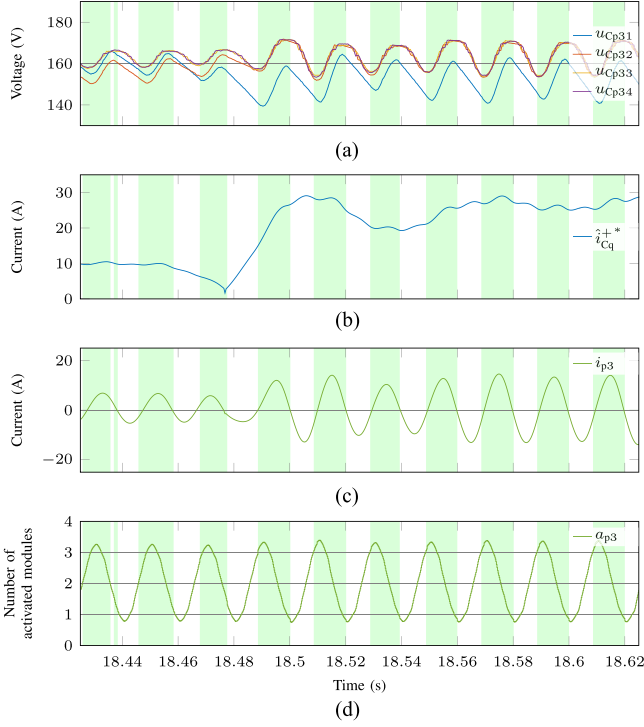 180
160
140
Voltage (V)
uCp31
uCp32
uCp33
uCp34
(a)
30
20
10
0
Current (A)
î+*Cq
(b)
20
0
−20
Current (A)
ip3
(c)
4
3
2
1
0
Number of
activated modules
ap3
18.44 18.46 18.48 18.5 18.52 18.54 18.56 18.58 18.6 18.62
Time (s)
(d)